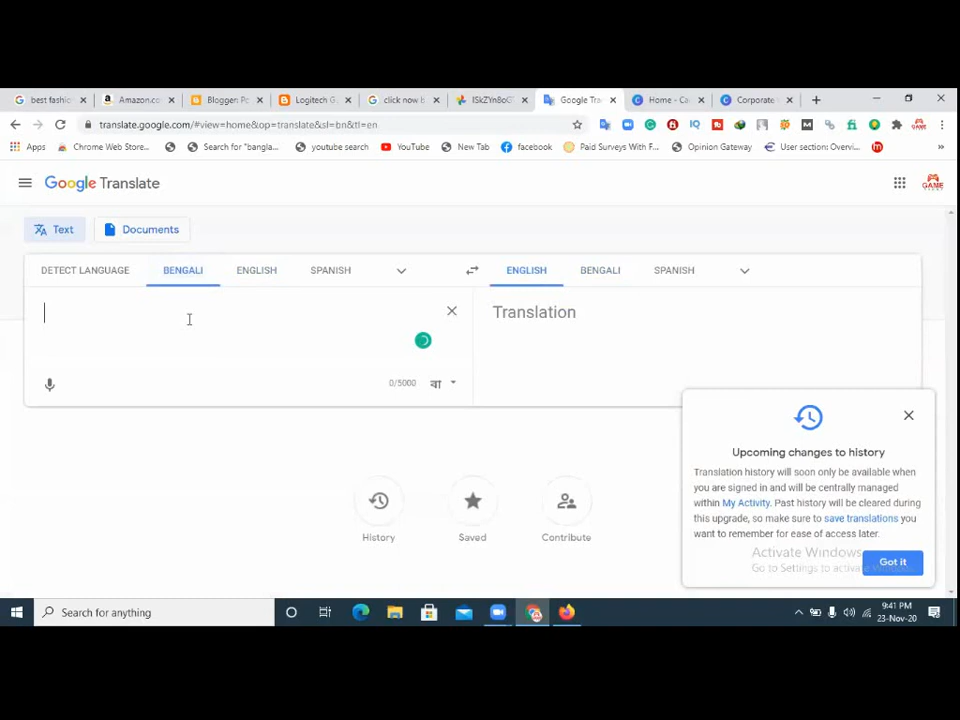 best fashio
Amazon.co
Blogger: Po
Logitech G
click now b
ISkZYn8oG
Google Tra
Home - Ca
Corporate
translate.google.com/#view=home&op=translate&sl=bn&tl=en
Apps
Chrome Web Store...
Search for "bangla...
youtube search
YouTube
New Tab
facebook
Paid Surveys With F...
Opinion Gateway
User section: Overvi...
Google Translate
GAME
Text
Documents
DETECT LANGUAGE
BENGALI
ENGLISH
SPANISH
ENGLISH
BENGALI
SPANISH
Translation
0/5000
বা
Upcoming changes to history
Translation history will soon only be available when
you are signed in and will be centrally managed
within My Activity. Past history will be cleared during
this upgrade, so make sure to save translations you
want to remember for ease of access later.
Activate Windows
Go to Settings to activate Windows.
Got it
History
Saved
Contribute
Search for anything
9:41 PM
23-Nov-20